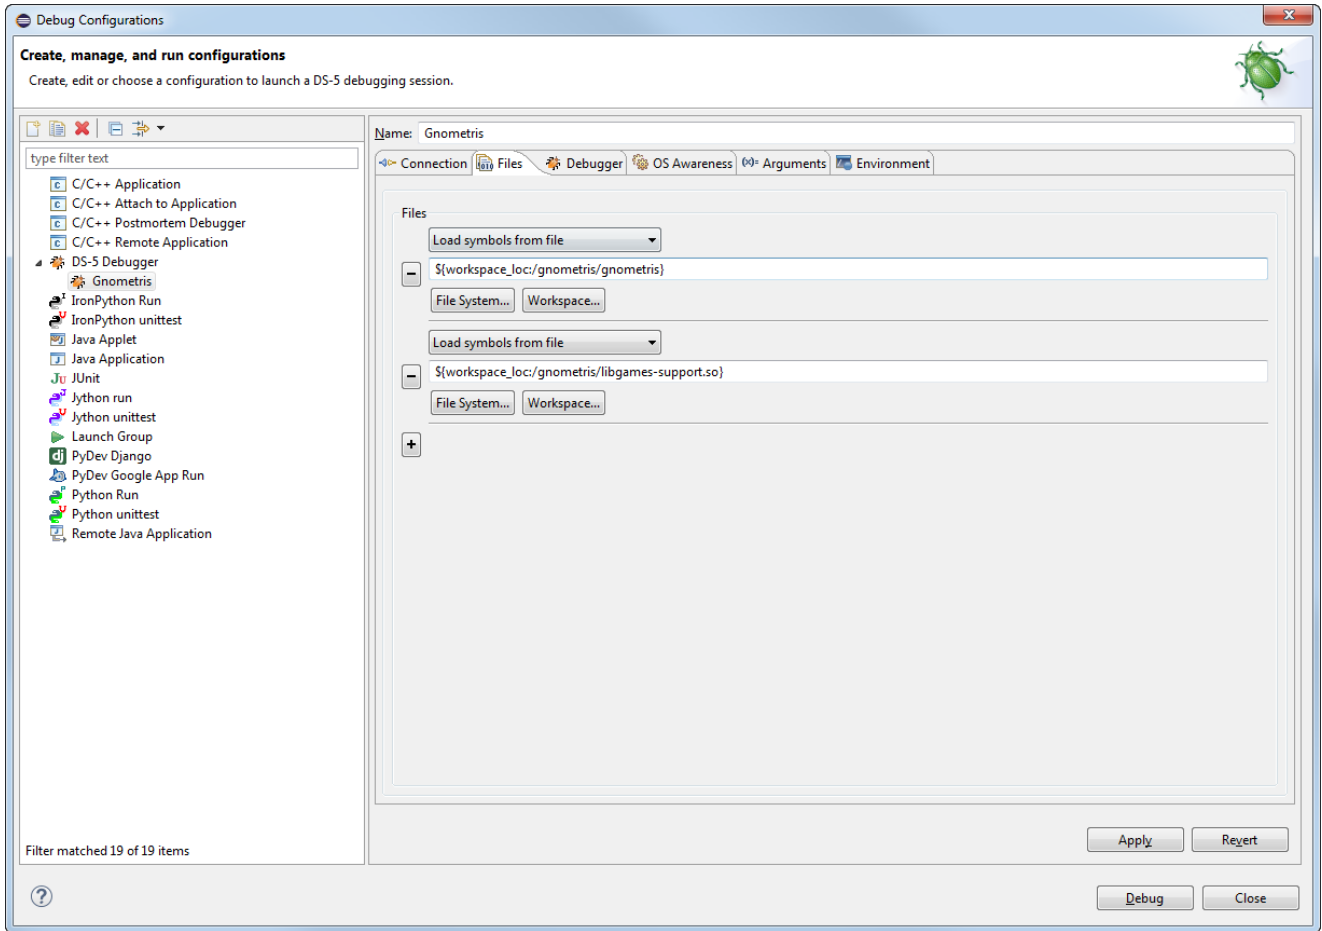 Debug Configurations
Create, manage, and run configurations
Create, edit or choose a configuration to launch a DS-5 debugging session.
type filter text
C/C++ Application
C/C++ Attach to Application
C/C++ Postmortem Debugger
C/C++ Remote Application
DS-5 Debugger
Gnometris
IronPython Run
IronPython unittest
Java Applet
Java Application
JUnit
Jython run
Jython unittest
Launch Group
PyDev Django
PyDev Google App Run
Python Run
Python unittest
Remote Java Application
Filter matched 19 of 19 items
Name: Gnometris
Connection Files Debugger OS Awareness Arguments Environment
Files
Load symbols from file
${workspace_loc:/gnometris/gnometris}
File System... Workspace...
Load symbols from file
${workspace_loc:/gnometris/libgames-support.so}
File System... Workspace...
Apply Revert
Debug Close